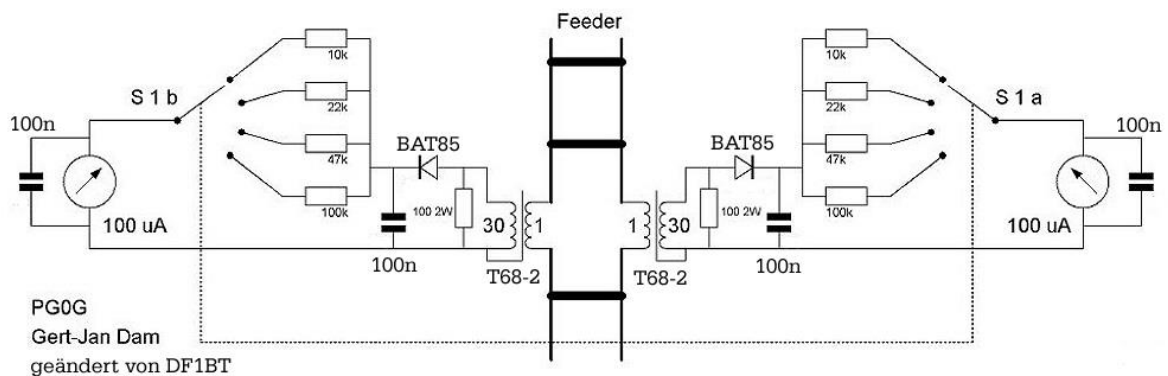 Feeder
10k
10k
S 1 b
22k
22k
S 1 a
100n
BAT85
47k
BAT85
47k
100n
100k
100k
100 uA
100 2W
30
1
1
30
100 2W
100 uA
100n
T68-2
T68-2
100n
PG0G
Gert-Jan Dam
geändert von DF1BT